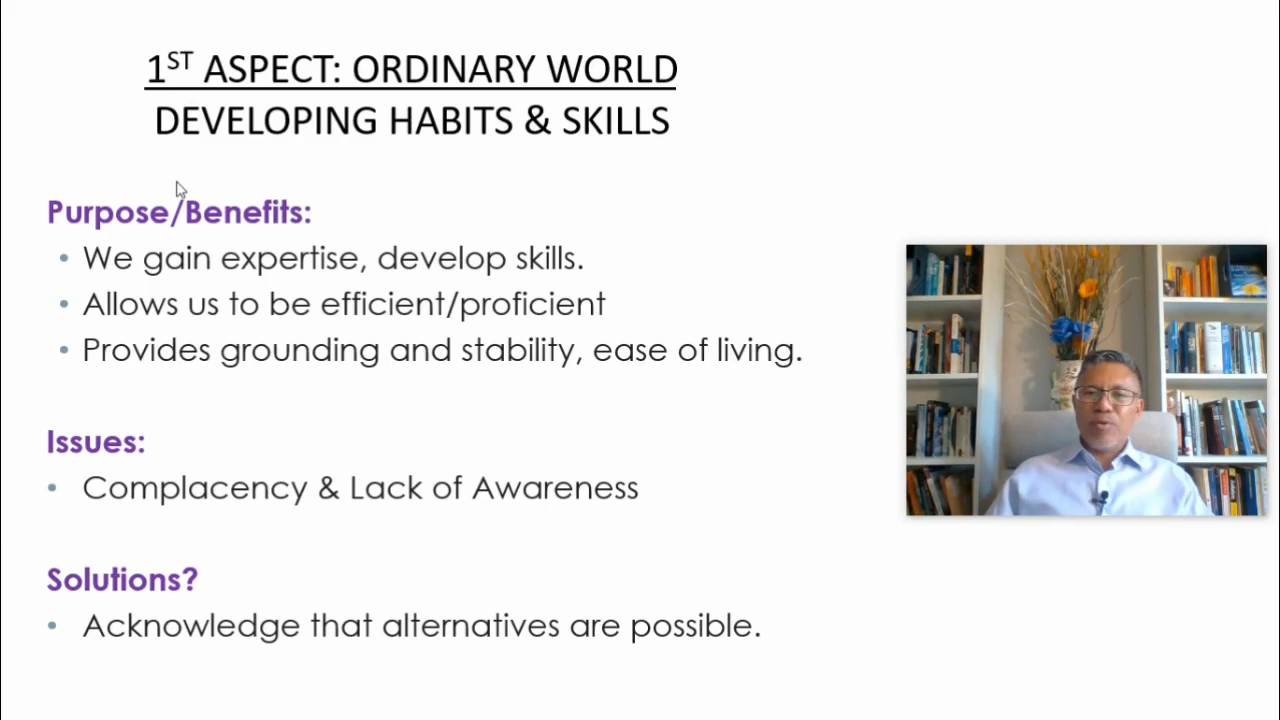 1ST ASPECT: ORDINARY WORLD
DEVELOPING HABITS & SKILLS
Purpose/Benefits:
• We gain expertise, develop skills.
• Allows us to be efficient/proficient
• Provides grounding and stability, ease of living.
Issues:
• Complacency & Lack of Awareness
Solutions?
• Acknowledge that alternatives are possible.